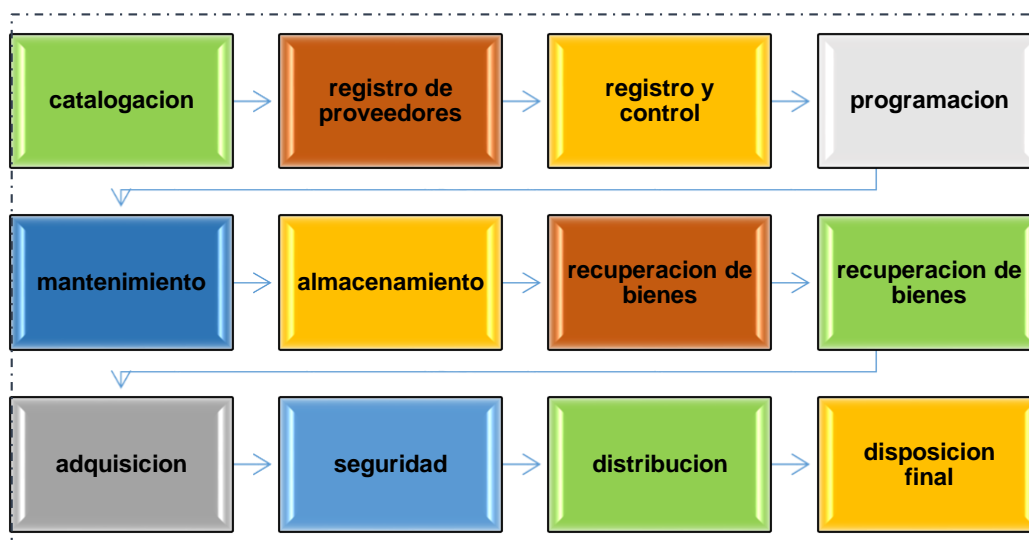 catalogacion
registro de
proveedores
registro y
control
programacion
mantenimiento
almacenamiento
recuperacion de
bienes
recuperacion de
bienes
adquisicion
seguridad
distribucion
disposicion
final